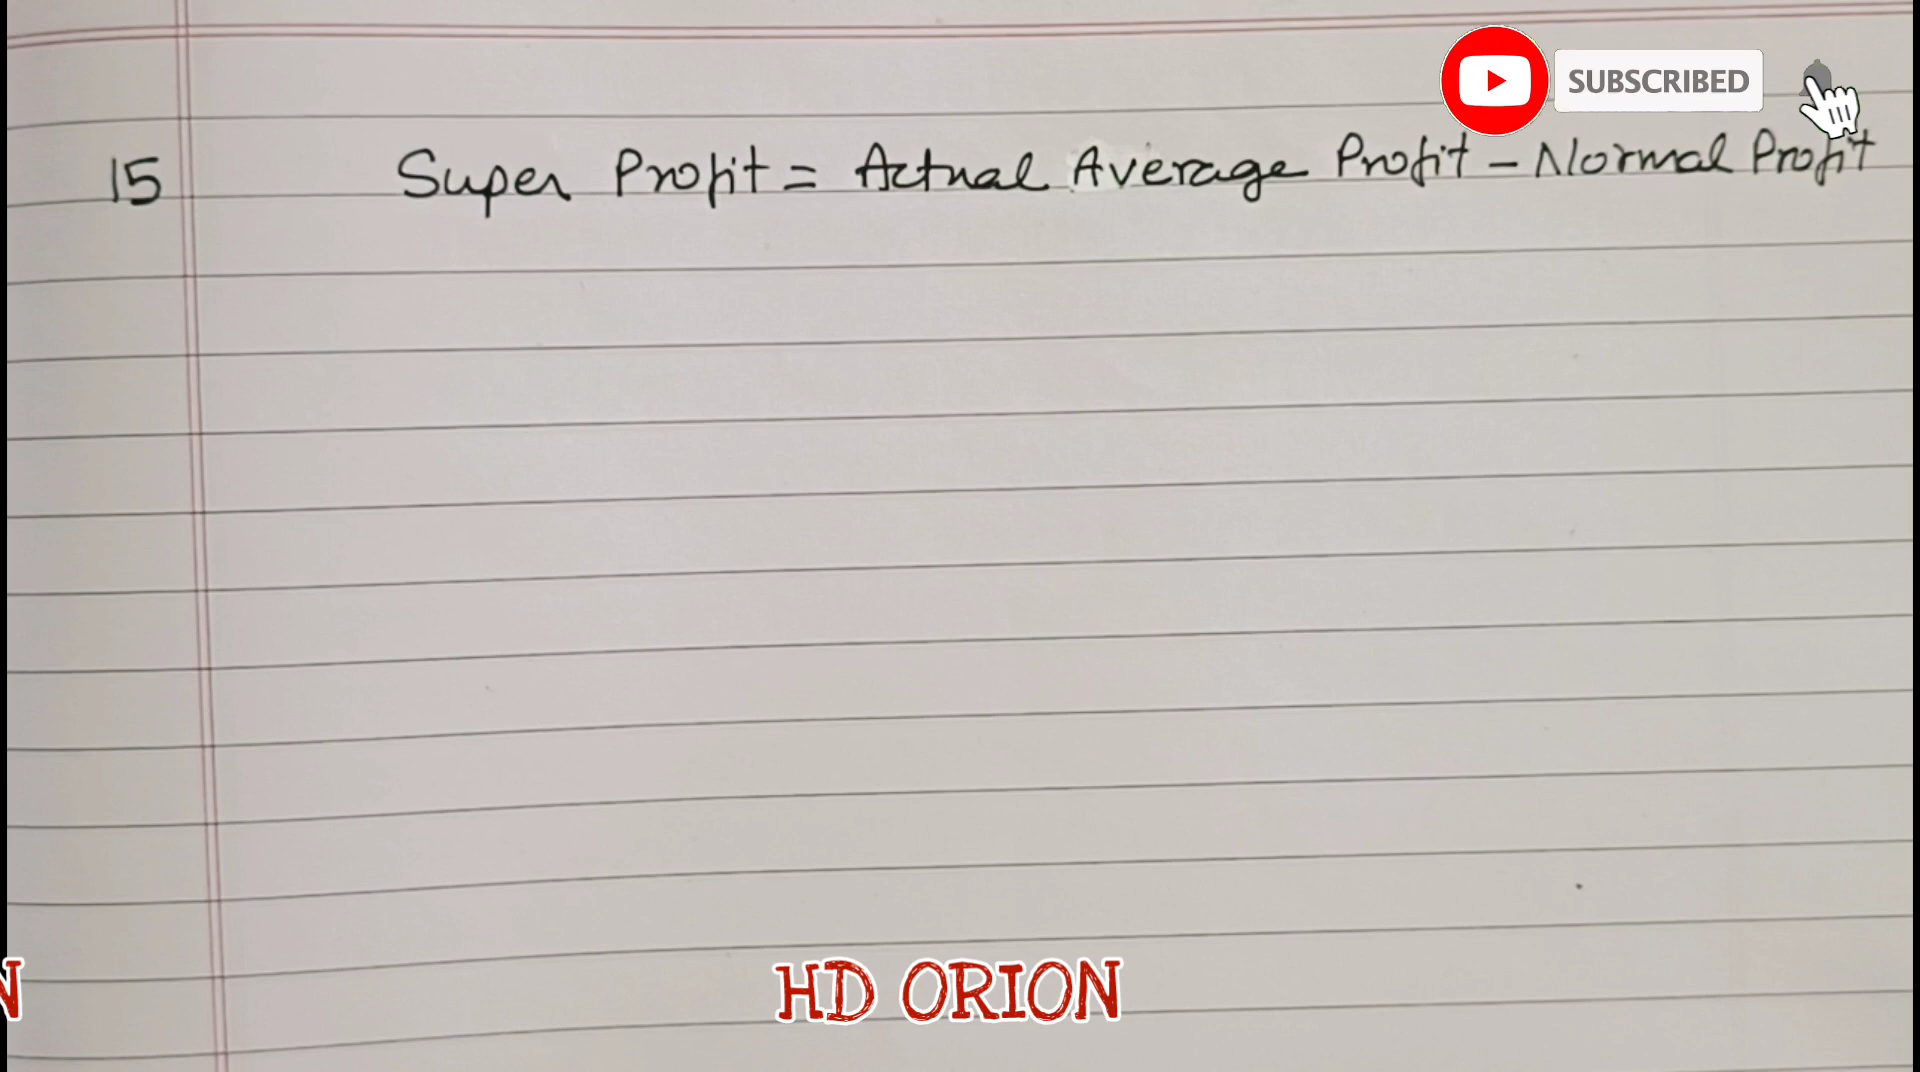 SUBSCRIBED
15 Super Profit = Actual Average Profit - Normal Profit
N HD ORION